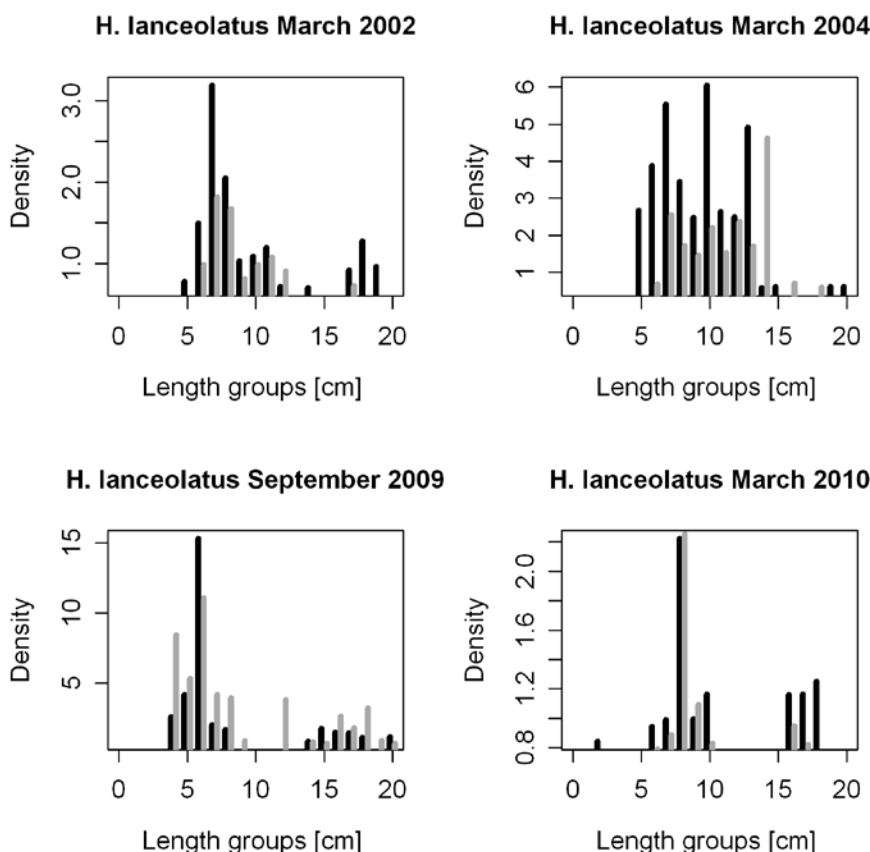 H. lanceolatus March 2002
3.0
2.0
1.0
Density
0 5 10 15 20
Length groups [cm]
H. lanceolatus March 2004
6
5
4
3
2
1
Density
0 5 10 15 20
Length groups [cm]
H. lanceolatus September 2009
15
10
5
Density
0 5 10 15 20
Length groups [cm]
H. lanceolatus March 2010
2.0
1.6
1.2
0.8
Density
0 5 10 15 20
Length groups [cm]